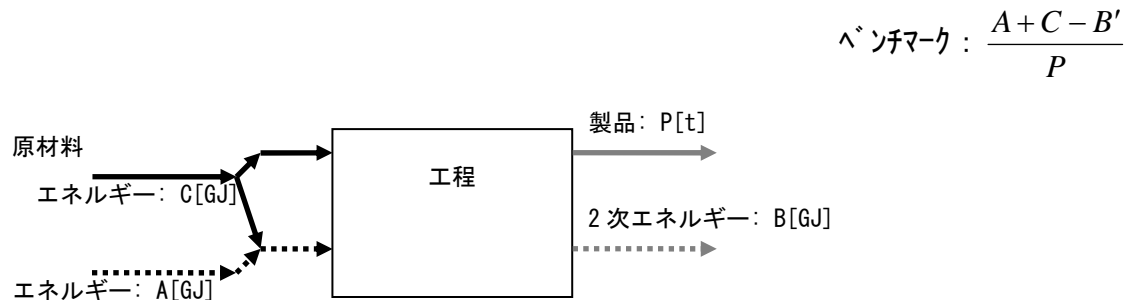 ベンチマーク : (A + C − B′) / P
製品: P[t]
原材料
工程
エネルギー: C[GJ]
2次エネルギー: B[GJ]
エネルギー: A[GJ]